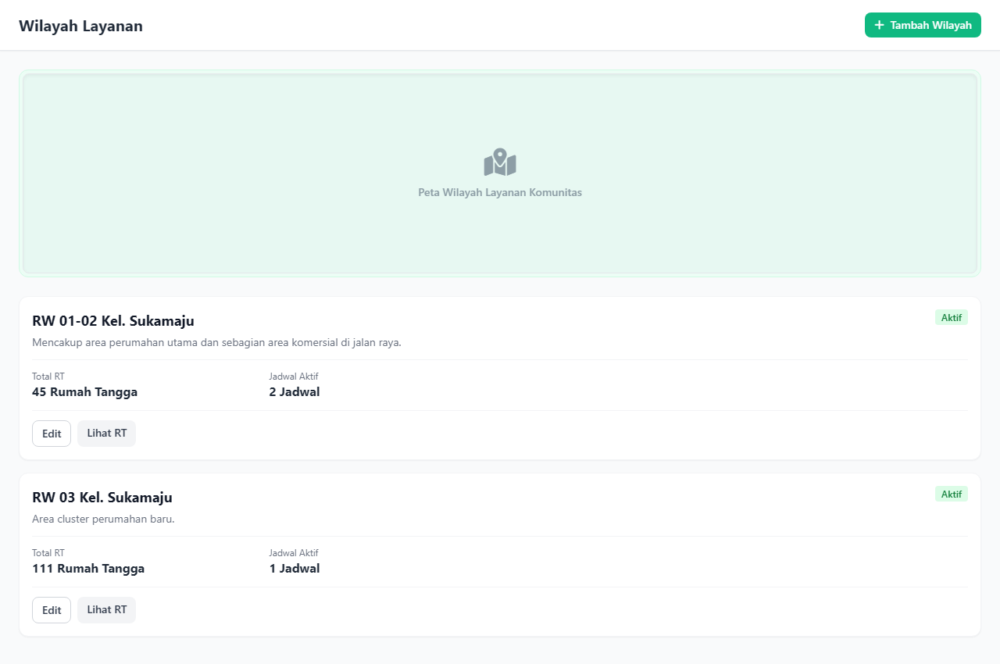 Wilayah Layanan
Tambah Wilayah
Peta Wilayah Layanan Komunitas
RW 01-02 Kel. Sukamaju
Aktif
Mencakup area perumahan utama dan sebagian area komersial di jalan raya.
Total RT
Jadwal Aktif
45 Rumah Tangga
2 Jadwal
Edit
Lihat RT
RW 03 Kel. Sukamaju
Aktif
Area cluster perumahan baru.
Total RT
Jadwal Aktif
111 Rumah Tangga
1 Jadwal
Edit
Lihat RT